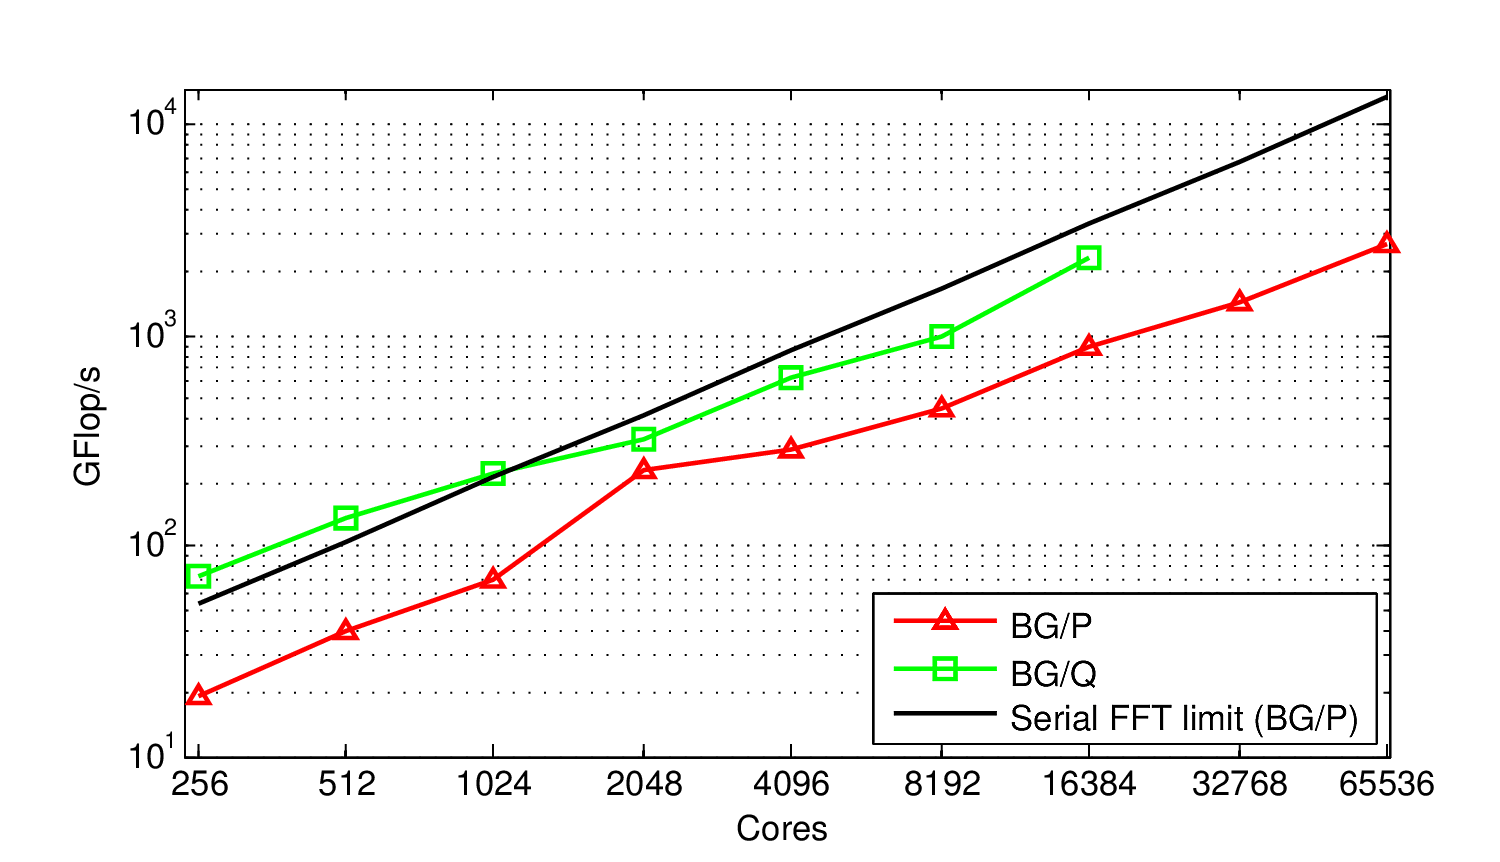 10^4
10^3
10^2
10^1
GFlop/s
256 512 1024 2048 4096 8192 16384 32768 65536
Cores
BG/P
BG/Q
Serial FFT limit (BG/P)